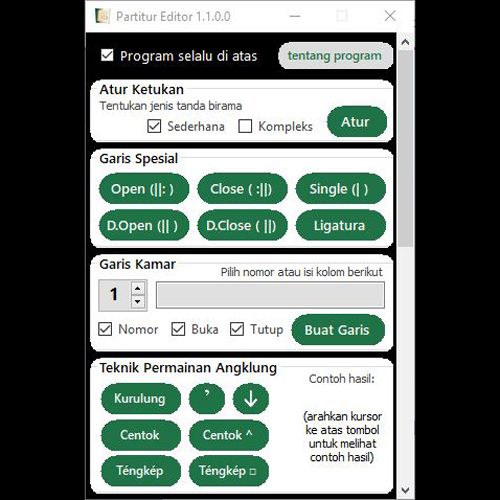 Partitur Editor 1.1.0.0
Program selalu di atas
tentang program
Atur Ketukan
Tentukan jenis tanda birama
Sederhana Kompleks Atur
Garis Spesial
Open (||: ) Close ( :||) Single (| )
D.Open (|| ) D.Close ( ||) Ligatura
Garis Kamar
Pilih nomor atau isi kolom berikut
1
Nomor Buka Tutup Buat Garis
Teknik Permainan Angklung
Contoh hasil:
Kurulung ’ ↓
Centok Centok ^
Téngkép Téngkép □
(arahkan kursor
ke atas tombol
untuk melihat
contoh hasil)